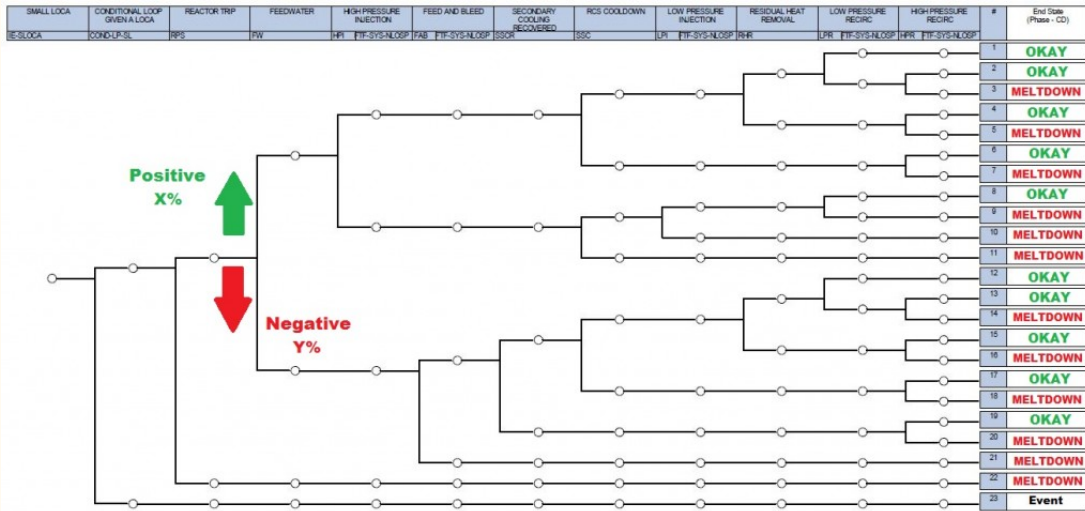 SMALL LOCA
CONDITIONAL LOOP GIVEN A LOCA
REACTOR TRIP
FEEDWATER
HIGH PRESSURE INJECTION
FEED AND BLEED
SECONDARY COOLING RECOVERED
RCS COOLDOWN
LOW PRESSURE INJECTION
RESIDUAL HEAT REMOVAL
LOW PRESSURE RECIRC
HIGH PRESSURE RECIRC
#
End State (Phase - CD)
IE-SLOCA
COND-LP-SL
RPS
FW
HPI FTF-SYS-NLOSP
FAB FTF-SYS-NLOSP
SSCR
SSC
LPI FTF-SYS-NLOSP
RHR
LPR FTF-SYS-NLOSP
HPR FTF-SYS-NLOSP
1 OKAY
2 OKAY
3 MELTDOWN
4 OKAY
5 MELTDOWN
6 OKAY
7 MELTDOWN
8 OKAY
9 MELTDOWN
10 MELTDOWN
11 MELTDOWN
12 OKAY
13 OKAY
14 MELTDOWN
15 OKAY
16 MELTDOWN
17 OKAY
18 MELTDOWN
19 OKAY
20 MELTDOWN
21 MELTDOWN
22 MELTDOWN
23 Event
Positive
X%
Negative
Y%